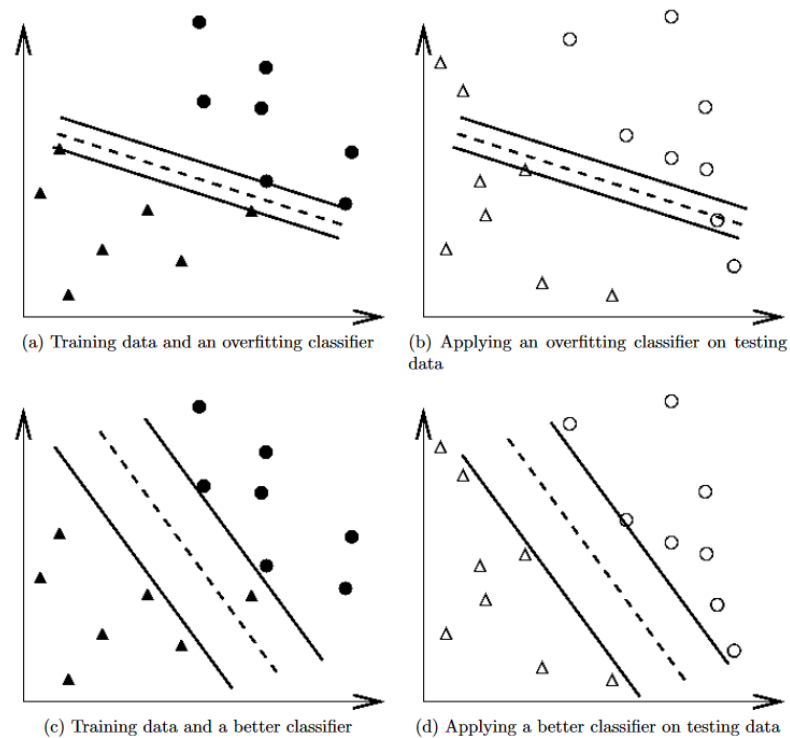 (a) Training data and an overfitting classifier
(b) Applying an overfitting classifier on testing
data
(c) Training data and a better classifier
(d) Applying a better classifier on testing data